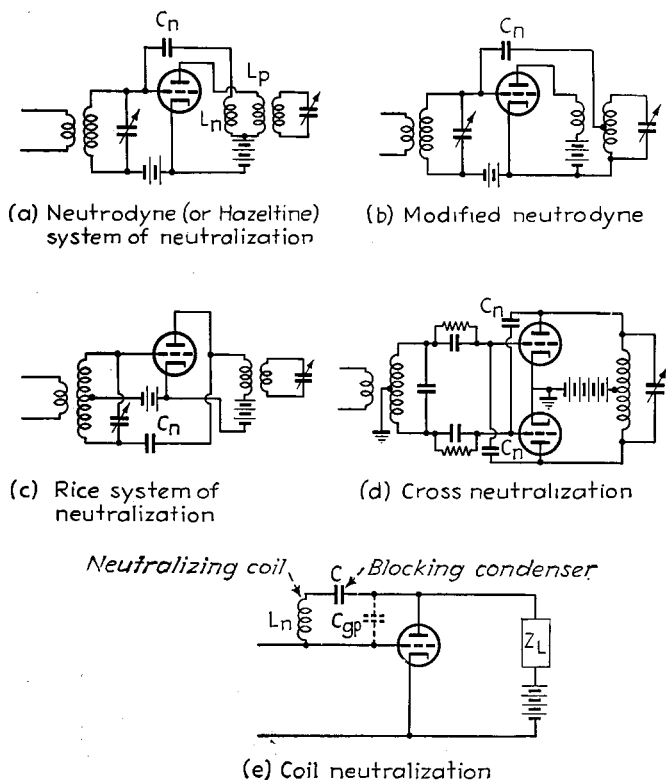 Cn
Lp
Ln
(a) Neutrodyne (or Hazeltine)
system of neutralization
Cn
(b) Modified neutrodyne
Cn
(c) Rice system of
neutralization
Cn
Cn
(d) Cross neutralization
Neutralizing coil
C
Blocking condenser
Ln
Cgp
ZL
(e) Coil neutralization